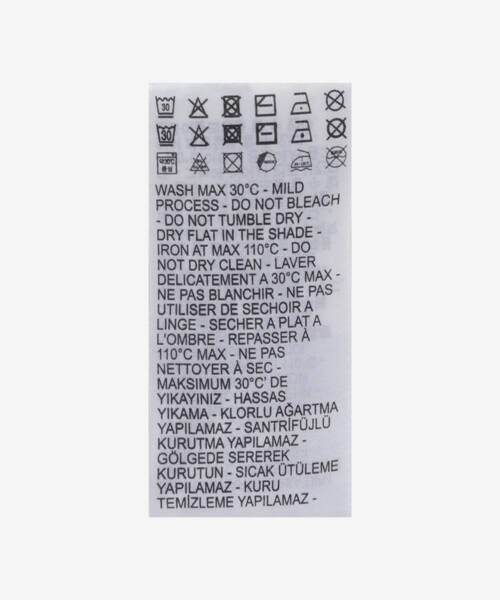 30
30
WASH MAX 30°C - MILD
PROCESS - DO NOT BLEACH
- DO NOT TUMBLE DRY -
DRY FLAT IN THE SHADE -
IRON AT MAX 110°C - DO
NOT DRY CLEAN - LAVER
DELICATEMENT A 30°C MAX -
NE PAS BLANCHIR - NE PAS
UTILISER DE SECHOIR A
LINGE - SECHER A PLAT A
L'OMBRE - REPASSER À
110°C MAX - NE PAS
NETTOYER À SEC -
MAKSIMUM 30°C' DE
YIKAYINIZ - HASSAS
YIKAMA - KLORLU AĞARTMA
YAPILAMAZ - SANTRİFÜJLÜ
KURUTMA YAPILAMAZ -
GÖLGEDE SEREREK
KURUTUN - SICAK ÜTÜLEME
YAPILAMAZ - KURU
TEMİZLEME YAPILAMAZ -